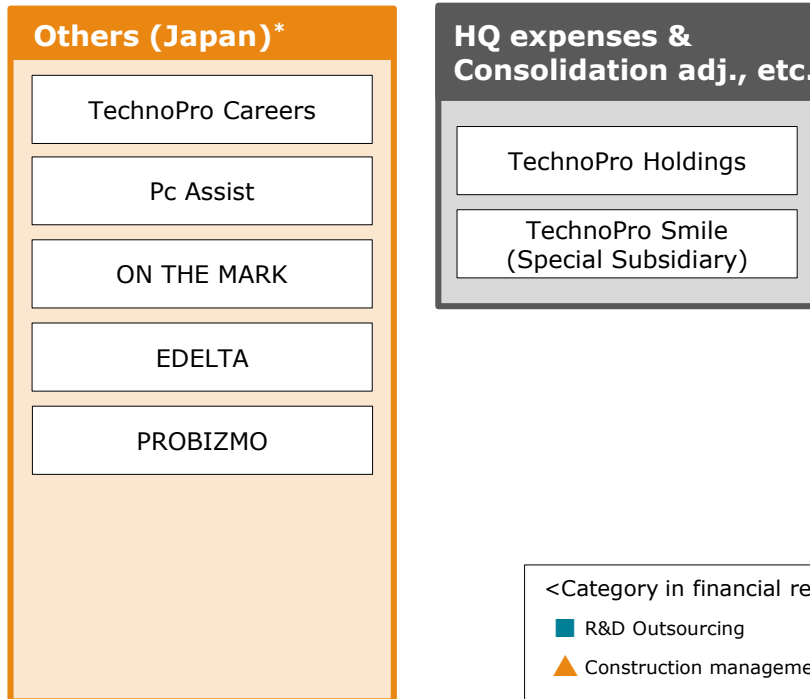 Others (Japan)*
TechnoPro Careers
Pc Assist
ON THE MARK
EDELTA
PROBIZMO
HQ expenses &
Consolidation adj., etc.
TechnoPro Holdings
TechnoPro Smile
(Special Subsidiary)
<Category in financial re
R&D Outsourcing
Construction manageme